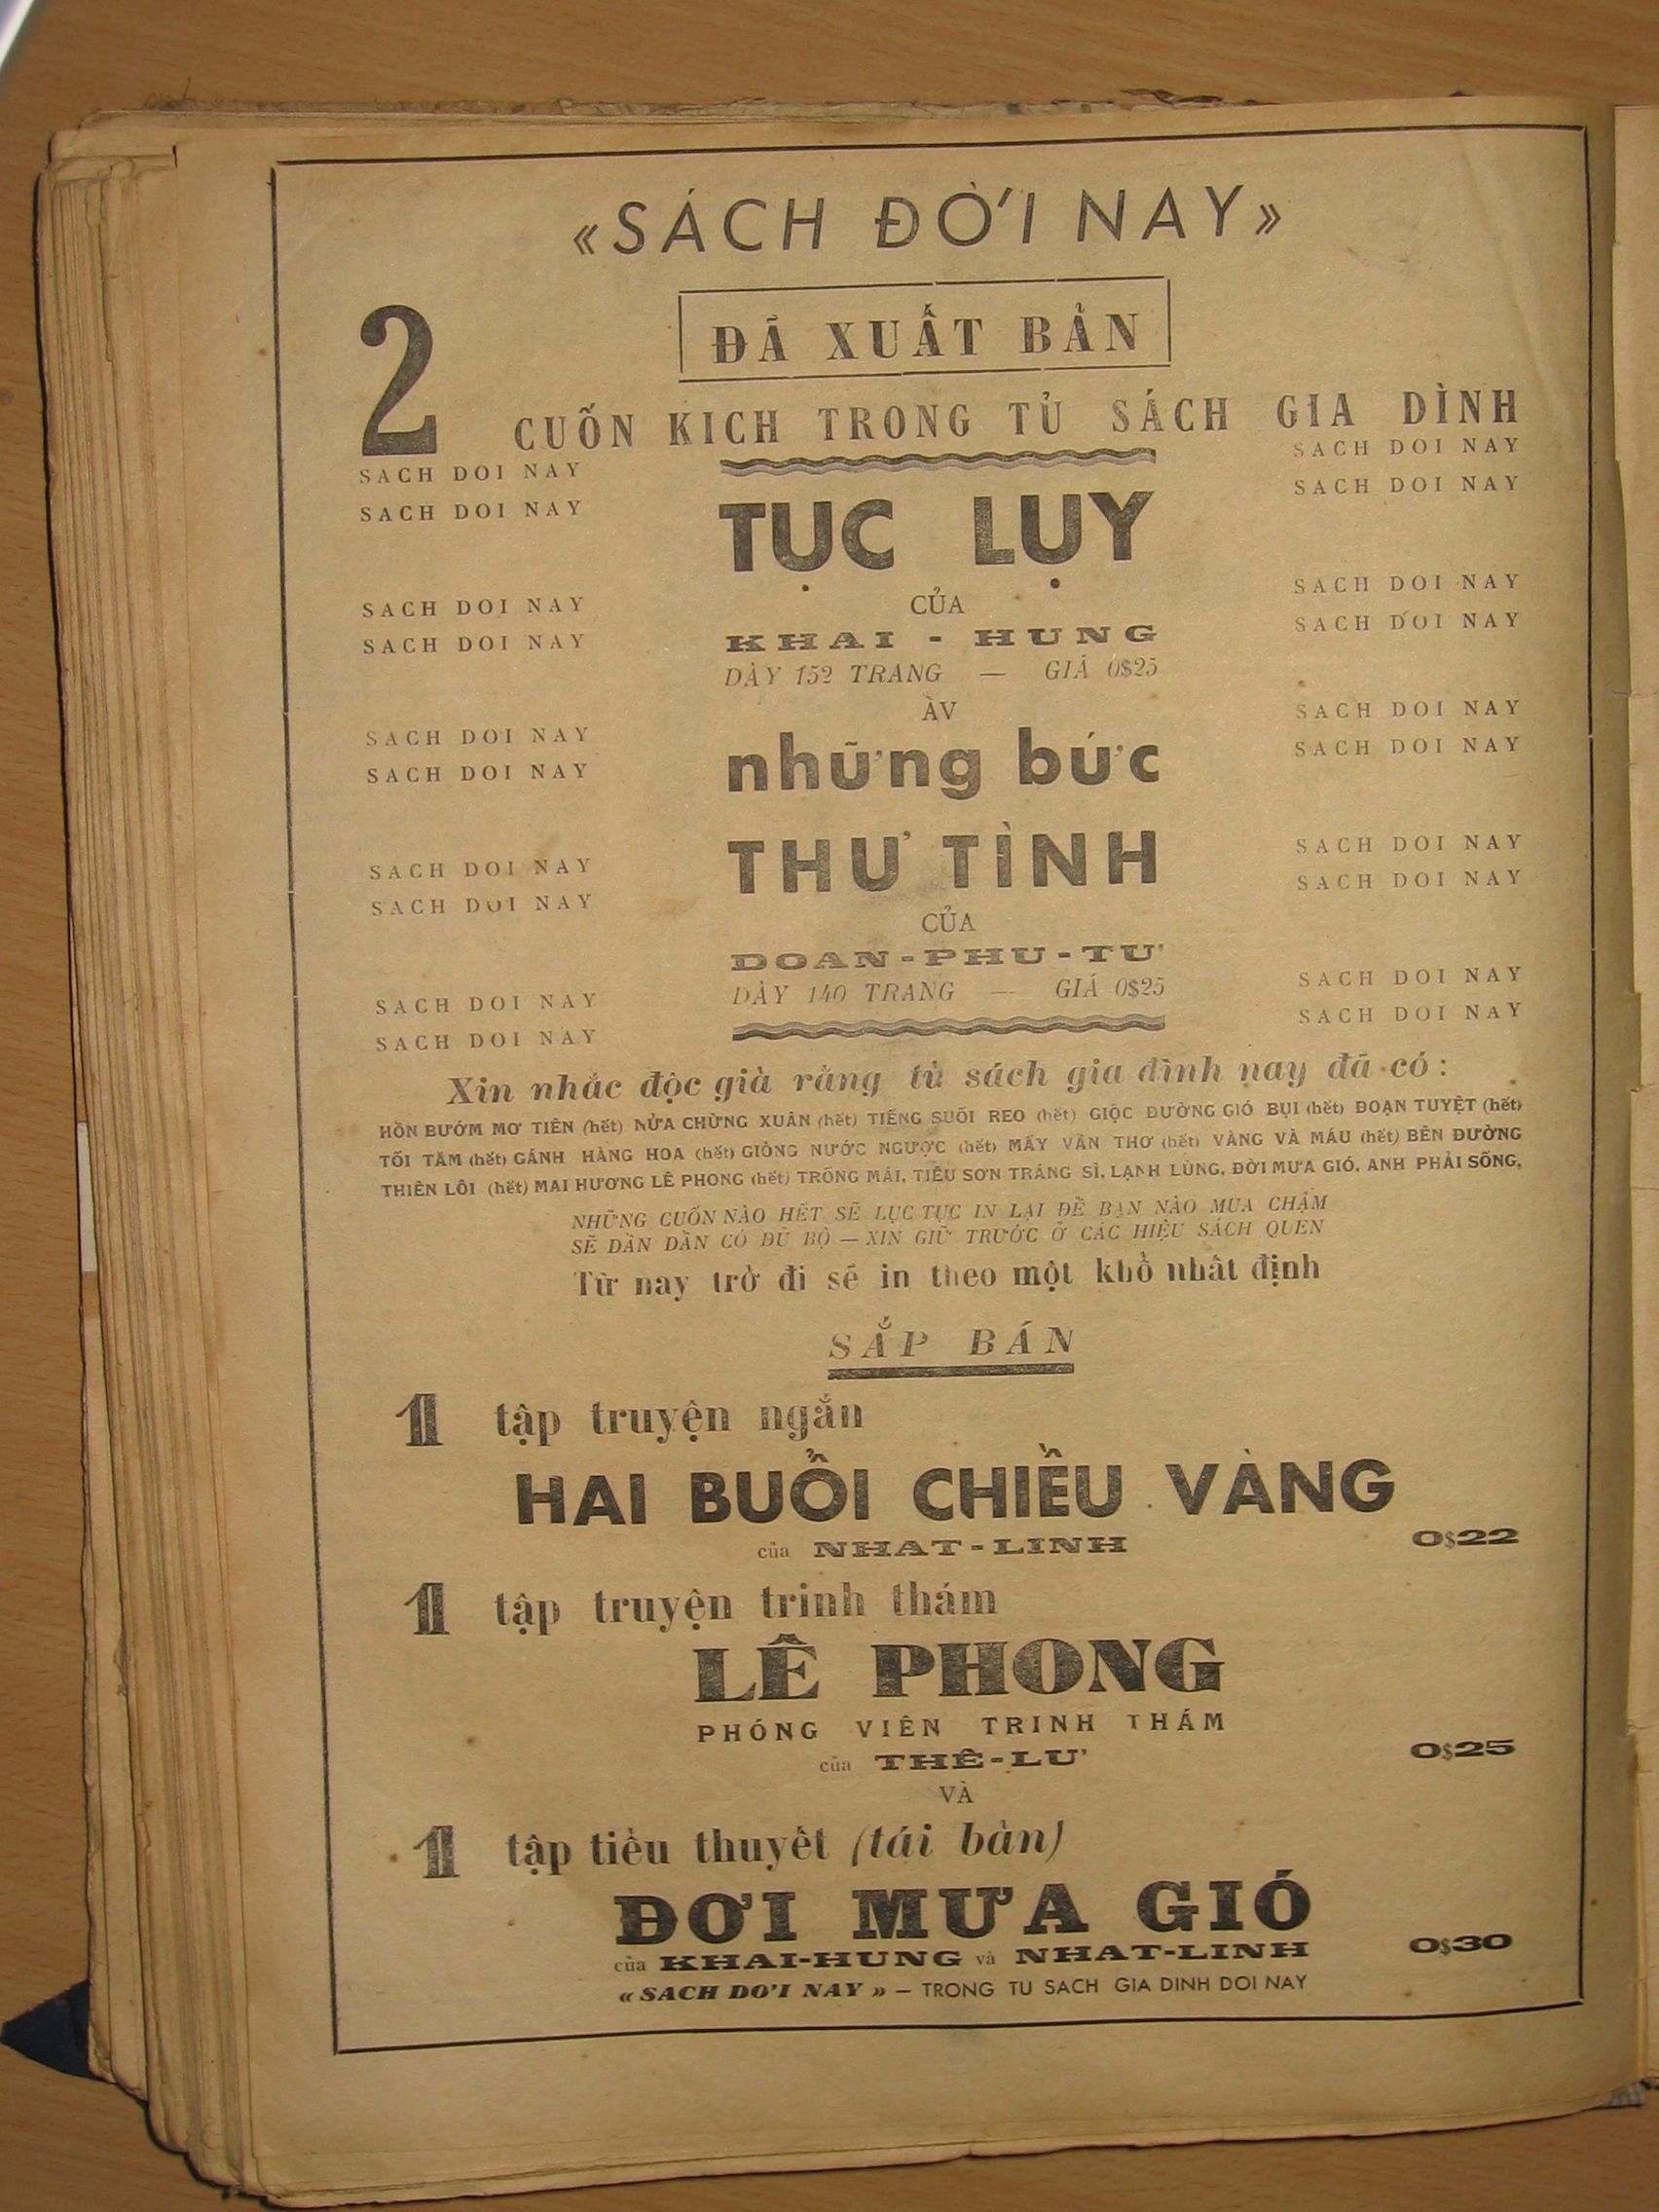 «SÁCH ĐỜI NAY»
ĐÃ XUẤT BẢN
2 CUỐN KICH TRONG TỦ SÁCH GIA DÌNH
SACH DOI NAY SACH DOI NAY
SACH DOI NAY SACH DOI NAY
TỤC LỤY
SACH DOI NAY CỦA SACH DOI NAY
SACH DOI NAY KHAI - HUNG SACH DOI NAY
DÀY 152 TRANG — GIÁ 0$25
ÀV SACH DOI NAY
SACH DOI NAY những bức SACH DOI NAY
SACH DOI NAY
THƯ TÌNH SACH DOI NAY
SACH DOI NAY SACH DOI NAY
SACH DOI NAY CỦA
DOAN-PHU-TƯ
DÀY 140 TRANG — GIÁ 0$25 SACH DOI NAY
SACH DOI NAY SACH DOI NAY
SACH DOI NAY
Xin nhắc độc giả rằng tủ sách gia đình nay đã có :
HỒN BƯỚM MƠ TIÊN (hết) NỬA CHỪNG XUÂN (hết) TIẾNG SUỐI REO (hết) GIỌC ĐƯỜNG GIÓ BỤI (hết) ĐOẠN TUYỆT (hết)
TỐI TĂM (hết) GÁNH HÀNG HOA (hết) GIÒNG NƯỚC NGƯỢC (hết) MẤY VẦN THƠ (hết) VÀNG VÀ MÁU (hết) BÊN ĐƯỜNG
THIÊN LÔI (hết) MAI HƯƠNG LÊ PHONG (hết) TRỐNG MÁI, TIÊU SƠN TRÁNG SĨ, LẠNH LÙNG, ĐỜI MƯA GIÓ, ANH PHẢI SỐNG,
NHỮNG CUỐN NÀO HẾT SẼ LỤC TỤC IN LẠI ĐỂ BẠN NÀO MUA CHẬM
SẼ DẦN DẦN CÓ ĐỦ BỘ — XIN GIỮ TRƯỚC Ở CÁC HIỆU SÁCH QUEN
Từ nay trở đi sẽ in theo một khổ nhất định
SẮP BÁN
1 tập truyện ngắn
HAI BUỔI CHIỀU VÀNG
của NHAT-LINH 0$22
1 tập truyện trinh thám
LÊ PHONG
PHÓNG VIÊN TRINH THÁM
của THẾ-LƯ 0$25
VÀ
1 tập tiểu thuyết (tái bản)
ĐƠI MƯA GIÓ
của KHAI-HUNG và NHAT-LINH 0$30
« SACH DƠI NAY » — TRONG TU SACH GIA DINH DOI NAY